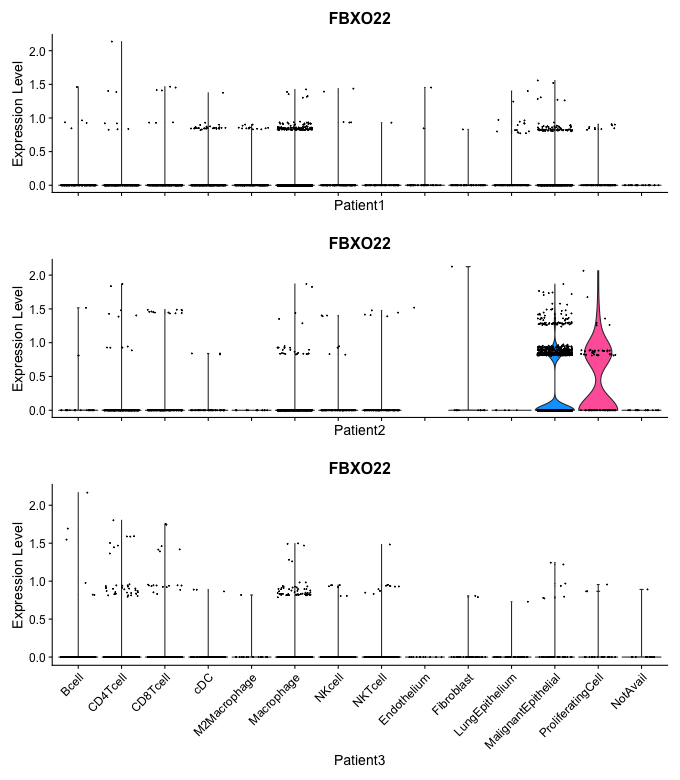 FBXO22
Expression Level
2.0
1.5
1.0
0.5
0.0
Patient1
FBXO22
Expression Level
2.0
1.5
1.0
0.5
0.0
Patient2
FBXO22
Expression Level
2.0
1.5
1.0
0.5
0.0
Bcell
CD4Tcell
CD8Tcell
cDC
M2Macrophage
Macrophage
NKcell
NKTcell
Endothelium
Fibroblast
LungEpithelium
MalignantEpithelial
ProliferatingCell
NotAvail
Patient3